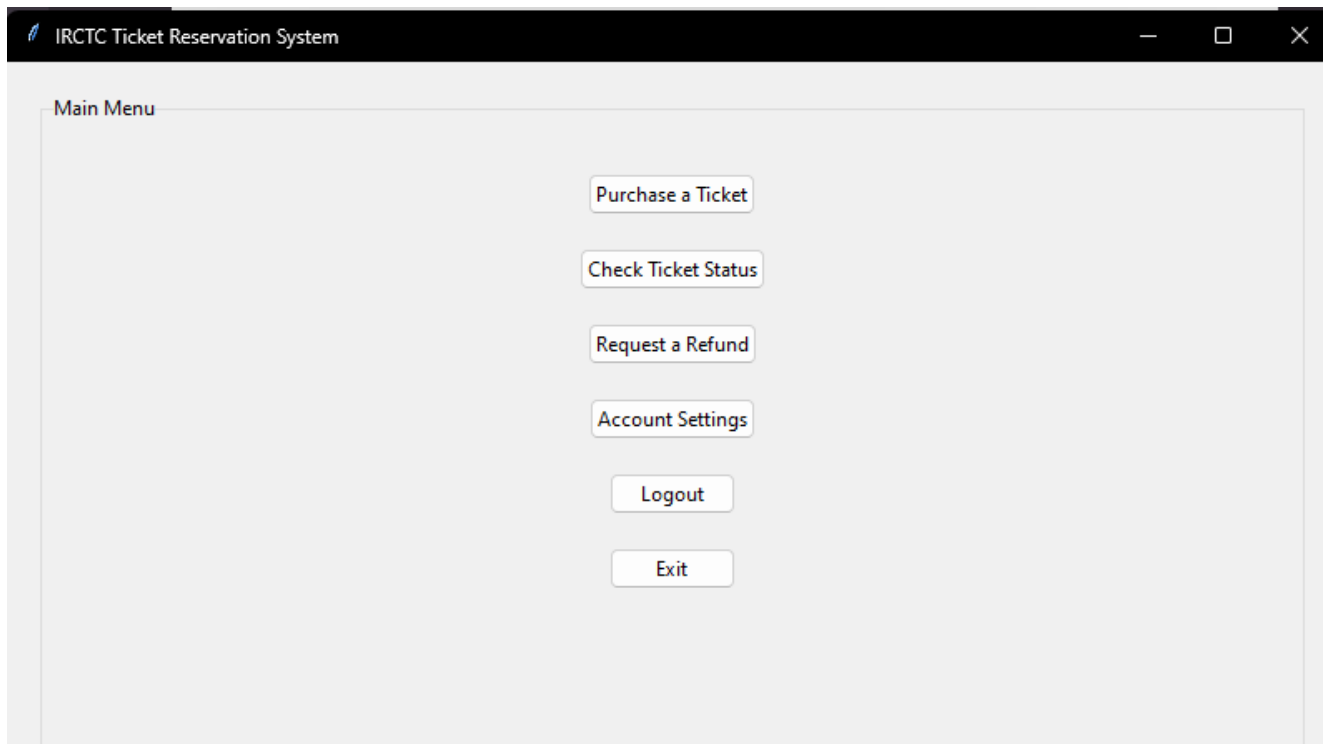 IRCTC Ticket Reservation System
Main Menu
Purchase a Ticket
Check Ticket Status
Request a Refund
Account Settings
Logout
Exit